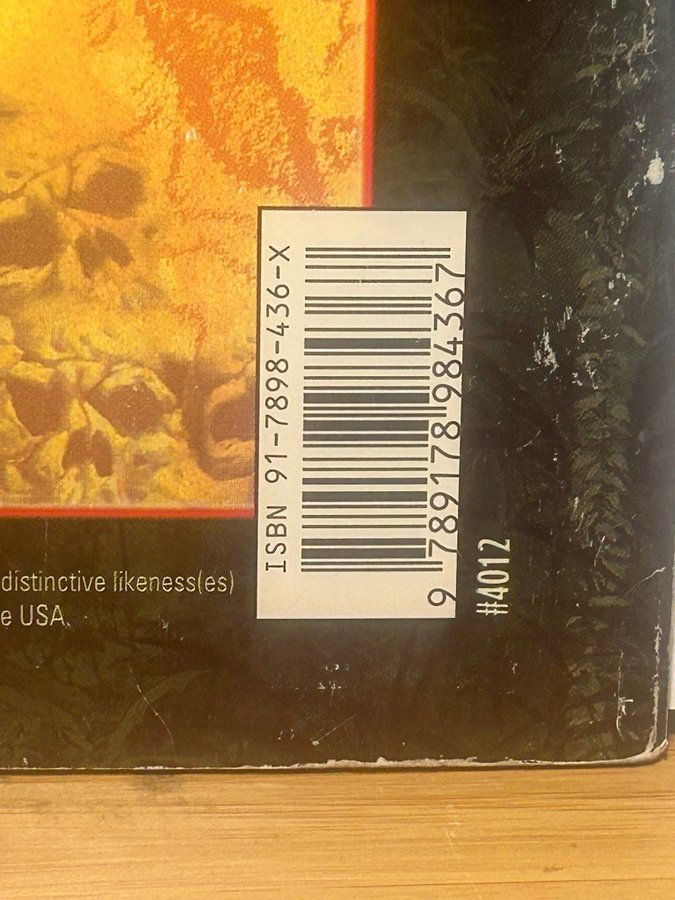 ISBN 91-7898-436-X
9 789178 984367
#4012
distinctive likeness(es)
e USA.